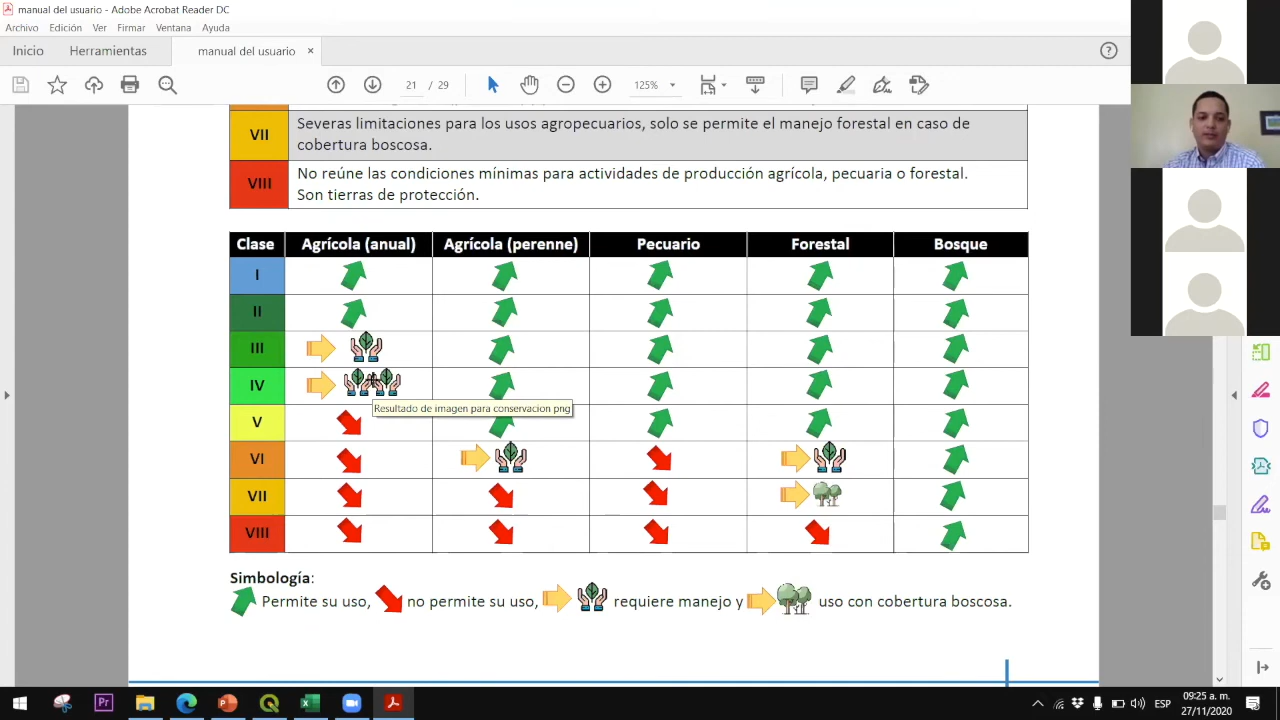 manual del usuario - Adobe Acrobat Reader DC
Archivo Edición Ver Firmar Ventana Ayuda
Inicio Herramientas manual del usuario ×
21 / 29 125%
VII Severas limitaciones para los usos agropecuarios, solo se permite el manejo forestal en caso de
cobertura boscosa.
VIII No reúne las condiciones mínimas para actividades de producción agrícola, pecuaria o forestal.
Son tierras de protección.
Clase Agrícola (anual) Agrícola (perenne) Pecuario Forestal Bosque
I
II
III
IV
Resultado de imagen para conservacion png
V
VI
VII
VIII
Simbología:
Permite su uso, no permite su uso, requiere manejo y uso con cobertura boscosa.
Pr ESP 09:25 a. m.
27/11/2020